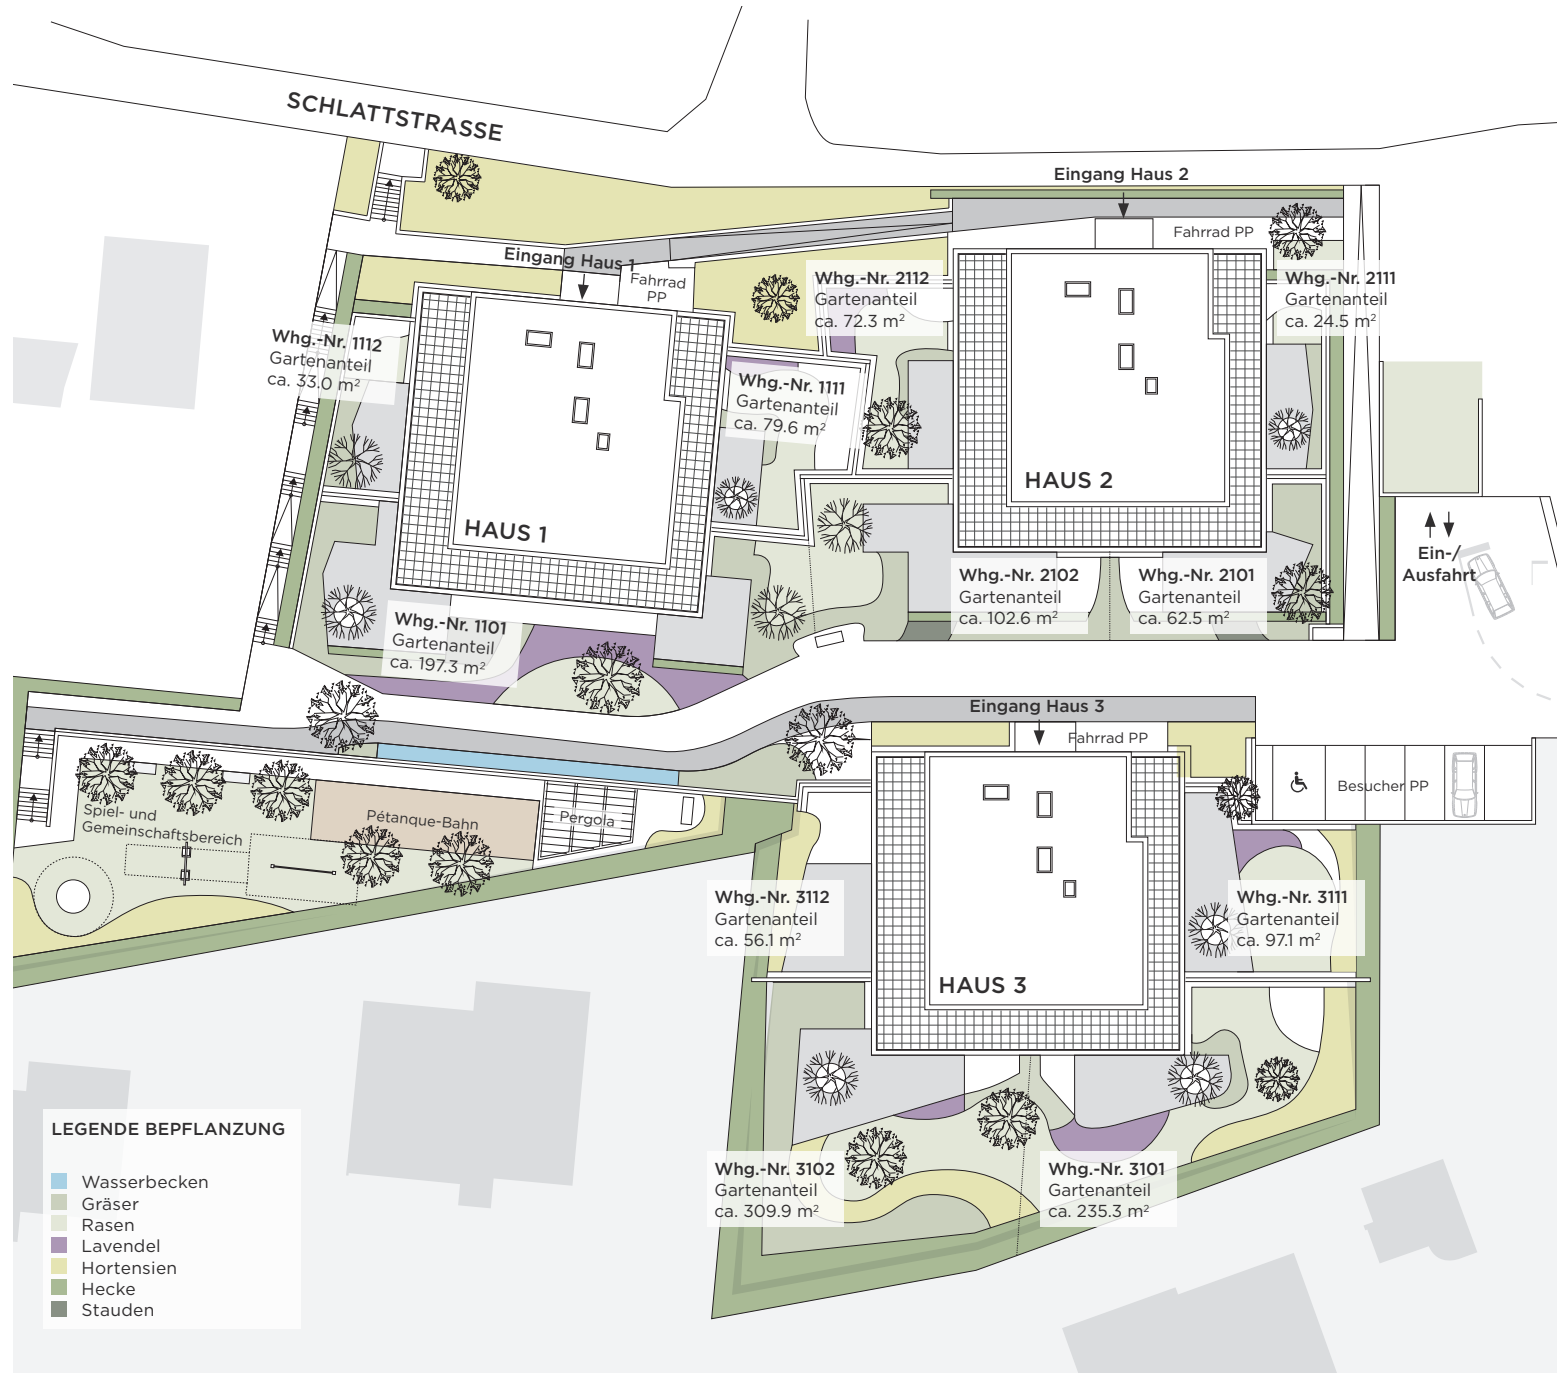 SCHLATTSTRASSE
Eingang Haus 2
Fahrrad PP
Eingang Haus 1
Fahrrad
PP
Whg.-Nr. 2112
Gartenanteil
ca. 72.3 m²
Whg.-Nr. 2111
Gartenanteil
ca. 24.5 m²
Whg.-Nr. 1112
Gartenanteil
ca. 33.0 m²
Whg.-Nr. 1111
Gartenanteil
ca. 79.6 m²
HAUS 2
HAUS 1
Ein-/
Ausfahrt
Whg.-Nr. 2102
Gartenanteil
ca. 102.6 m²
Whg.-Nr. 2101
Gartenanteil
ca. 62.5 m²
Whg.-Nr. 1101
Gartenanteil
ca. 197.3 m²
Eingang Haus 3
Fahrrad PP
Besucher PP
Spiel- und
Gemeinschaftsbereich
Pétanque-Bahn
Pergola
Whg.-Nr. 3112
Gartenanteil
ca. 56.1 m²
Whg.-Nr. 3111
Gartenanteil
ca. 97.1 m²
HAUS 3
Whg.-Nr. 3102
Gartenanteil
ca. 309.9 m²
Whg.-Nr. 3101
Gartenanteil
ca. 235.3 m²
LEGENDE BEPFLANZUNG
Wasserbecken
Gräser
Rasen
Lavendel
Hortensien
Hecke
Stauden